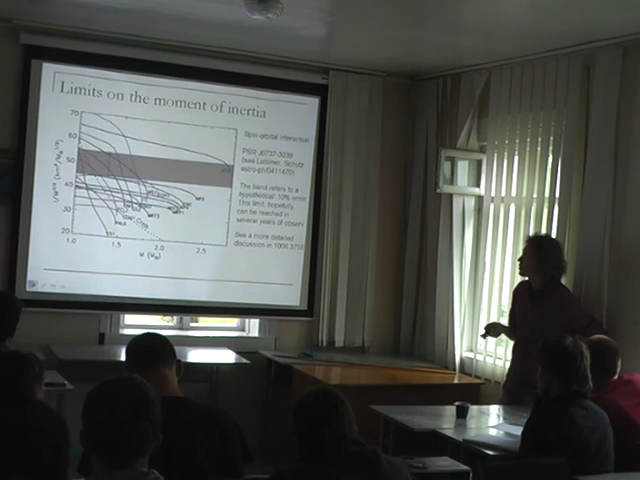 Limits on the moment of inertia
Spin-orbital interaction
PSR J0737-3039
(see Lattimer, Schutz
astro-ph/0411470)
The band refers to a
hypothetical 10% error.
This limit, hopefully,
can be reached in
several years of observ.
See a more detailed
discussion in 1006.3758
70
60
50
40
30
20
1.0 1.5 2.0 2.5